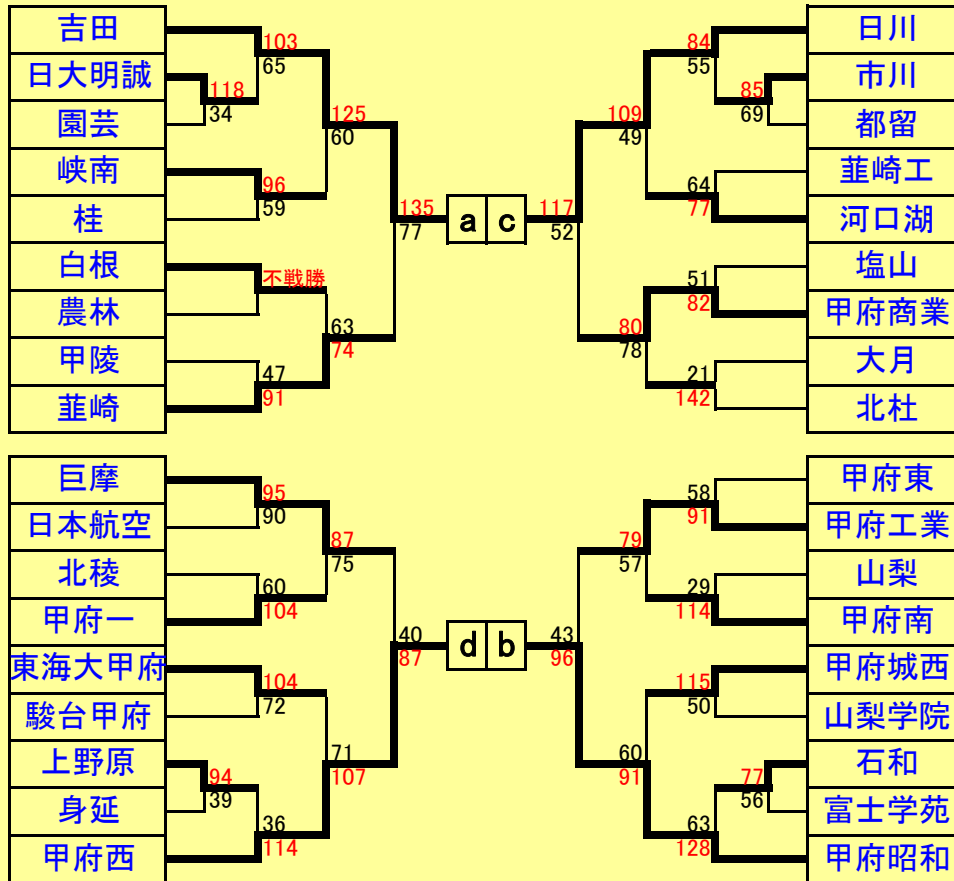 吉田
日大明誠
園芸
峡南
桂
白根
農林
甲陵
韮崎
103
65
118
34
96
59
不戦勝
47
91
125
60
63
74
135
77
a c
117
52
109
49
80
78
84
55
85
69
64
77
51
82
21
142
日川
市川
都留
韮崎工
河口湖
塩山
甲府商業
大月
北杜
巨摩
日本航空
北稜
甲府一
東海大甲府
駿台甲府
上野原
身延
甲府西
95
90
60
104
104
72
94
39
36
114
87
75
71
107
40
87
d b
43
96
79
57
60
91
58
91
29
114
115
50
77
56
63
128
甲府東
甲府工業
山梨
甲府南
甲府城西
山梨学院
石和
富士学苑
甲府昭和